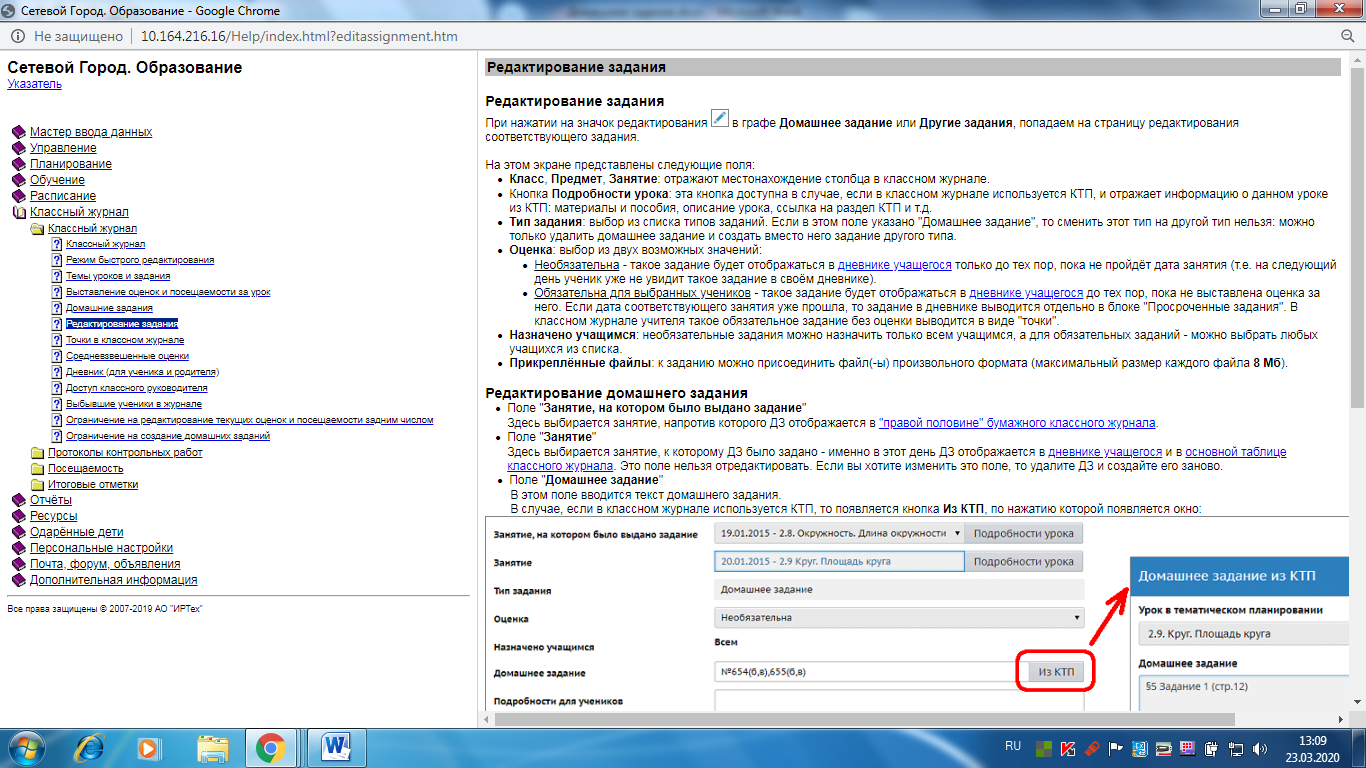 Сетевой Город. Образование - Google Chrome
Не защищено | 10.164.216.16/Help/index.html?editassignment.htm
Сетевой Город. Образование
Указатель
Мастер ввода данных
Управление
Планирование
Обучение
Расписание
Классный журнал
Классный журнал
Классный журнал
Режим быстрого редактирования
Темы уроков и задания
Выставление оценок и посещаемости за урок
Домашние задания
Редактирование задания
Точки в классном журнале
Средневзвешенные оценки
Дневник (для ученика и родителя)
Доступ классного руководителя
Выбывшие ученики в журнале
Ограничение на редактирование текущих оценок и посещаемости задним числом
Ограничение на создание домашних заданий
Протоколы контрольных работ
Посещаемость
Итоговые отметки
Отчёты
Ресурсы
Одарённые дети
Персональные настройки
Почта, форум, объявления
Дополнительная информация
Все права защищены © 2007-2019 АО "ИРТех"
Редактирование задания
Редактирование задания
При нажатии на значок редактирования в графе Домашнее задание или Другие задания, попадаем на страницу редактирования
соответствующего задания.
На этом экране представлены следующие поля:
• Класс, Предмет, Занятие: отражают местонахождение столбца в классном журнале.
• Кнопка Подробности урока: эта кнопка доступна в случае, если в классном журнале используется КТП, и отражает информацию о данном уроке
из КТП: материалы и пособия, описание урока, ссылка на раздел КТП и т.д.
• Тип задания: выбор из списка типов заданий. Если в этом поле указано "Домашнее задание", то сменить этот тип на другой тип нельзя: можно
только удалить домашнее задание и создать вместо него задание другого типа.
• Оценка: выбор из двух возможных значений:
• Необязательна - такое задание будет отображаться в дневнике учащегося только до тех пор, пока не пройдёт дата занятия (т.е. на следующий
день ученик уже не увидит такое задание в своём дневнике).
• Обязательна для выбранных учеников - такое задание будет отображаться в дневнике учащегося до тех пор, пока не выставлена оценка за
него. Если дата соответствующего занятия уже прошла, то задание в дневнике выводится отдельно в блоке "Просроченные задания". В
классном журнале учителя такое обязательное задание без оценки выводится в виде "точки".
• Назначено учащимся: необязательные задания можно назначить только всем учащимся, а для обязательных заданий - можно выбрать любых
учащихся из списка.
• Прикреплённые файлы: к заданию можно присоединить файл(-ы) произвольного формата (максимальный размер каждого файла 8 Мб).
Редактирование домашнего задания
• Поле "Занятие, на котором было выдано задание"
Здесь выбирается занятие, напротив которого ДЗ отображается в "правой половине" бумажного классного журнала.
• Поле "Занятие"
Здесь выбирается занятие, к которому ДЗ было задано - именно в этот день ДЗ отображается в дневнике учащегося и в основной таблице
классного журнала. Это поле нельзя отредактировать. Если вы хотите изменить это поле, то удалите ДЗ и создайте его заново.
• Поле "Домашнее задание"
В этом поле вводится текст домашнего задания.
В случае, если в классном журнале используется КТП, то появляется кнопка Из КТП, по нажатию которой появляется окно:
Занятие, на котором было выдано задание 19.01.2015 - 2.8. Окружность. Длина окружности Подробности урока
Занятие 20.01.2015 - 2.9 Круг. Площадь круга Подробности урока
Тип задания Домашнее задание
Оценка Необязательна
Назначено учащимся Всем
Домашнее задание №654(б,в),655(б,в) Из КТП
Подробности для учеников
Домашнее задание из КТП
Урок в тематическом планировании
2.9. Круг. Площадь круга
Домашнее задание
§5 Задание 1 (стр.12)
RU
13:09
23.03.2020